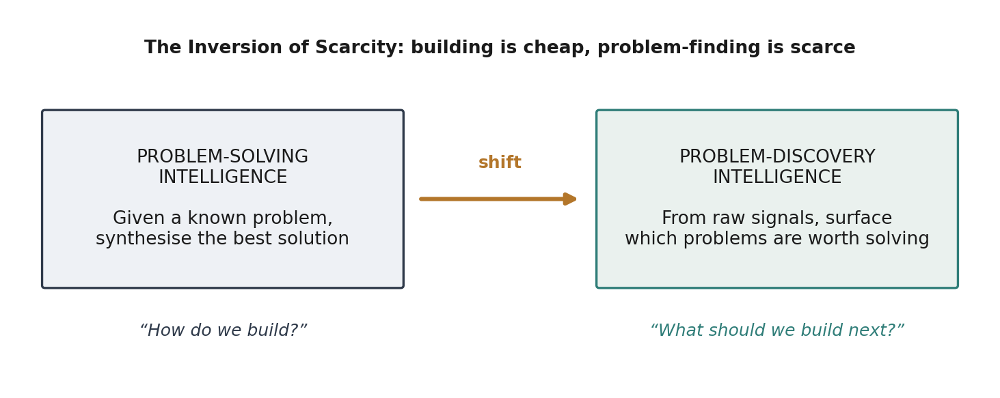 The Inversion of Scarcity: building is cheap, problem-finding is scarce
PROBLEM-SOLVING
INTELLIGENCE
Given a known problem,
synthesise the best solution
“How do we build?”
shift
PROBLEM-DISCOVERY
INTELLIGENCE
From raw signals, surface
which problems are worth solving
“What should we build next?”